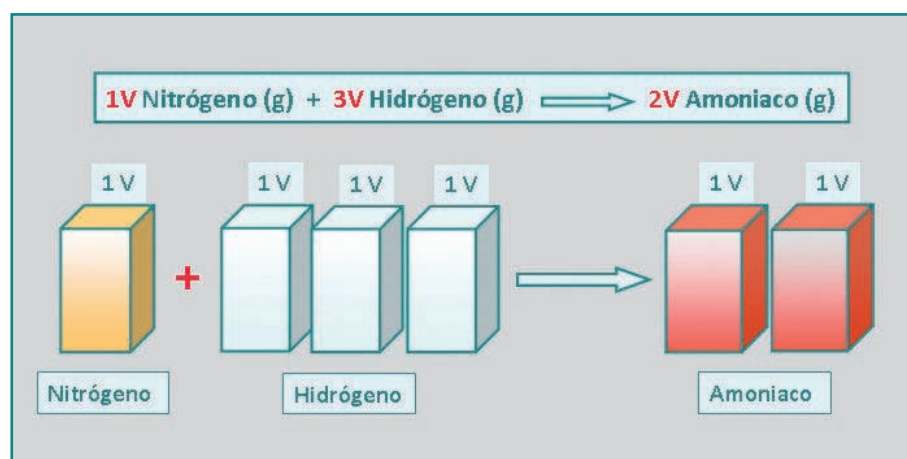 1V Nitrógeno (g) + 3V Hidrógeno (g) 2V Amoniaco (g)
1 V 1 V 1 V 1 V 1 V 1 V
+
Nitrógeno Hidrógeno Amoniaco